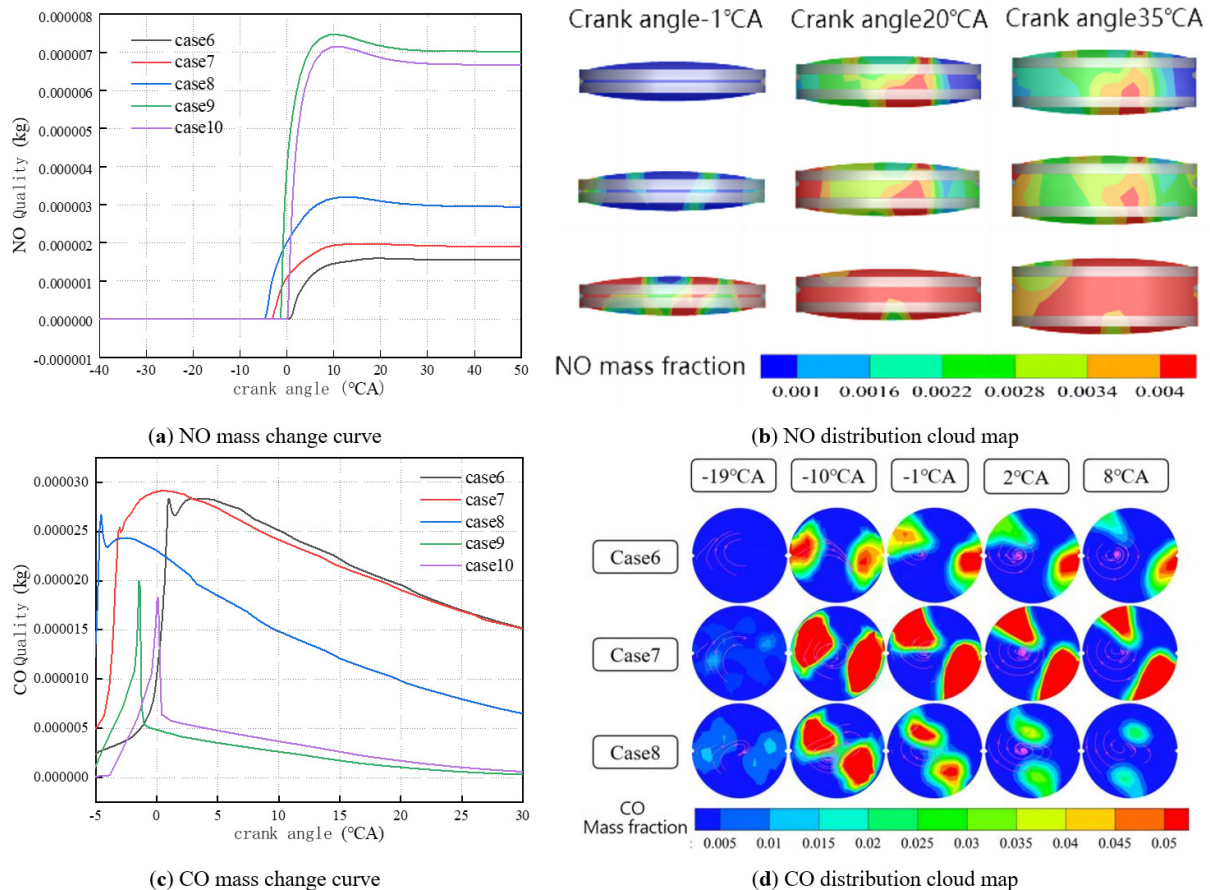 NO Quality (kg)
0.000008
0.000007
0.000006
0.000005
0.000004
0.000003
0.000002
0.000001
0.000000
-0.000001
case6
case7
case8
case9
case10
-40 -30 -20 -10 0 10 20 30 40 50
crank angle (°CA)
(a) NO mass change curve
Crank angle-1°CA Crank angle20°CA Crank angle35°CA
NO mass fraction
0.001 0.0016 0.0022 0.0028 0.0034 0.004
(b) NO distribution cloud map
CO Quality (kg)
0.000030
0.000025
0.000020
0.000015
0.000010
0.000005
0.000000
case6
case7
case8
case9
case10
-5 0 5 10 15 20 25 30
crank angle (°CA)
(c) CO mass change curve
-19°CA -10°CA -1°CA 2°CA 8°CA
Case6
Case7
Case8
CO
Mass fraction
: 0.005 0.01 0.015 0.02 0.025 0.03 0.035 0.04 0.045 0.05
(d) CO distribution cloud map